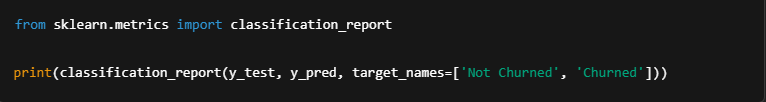 from sklearn.metrics import classification_report
print(classification_report(y_test, y_pred, target_names=['Not Churned', 'Churned']))